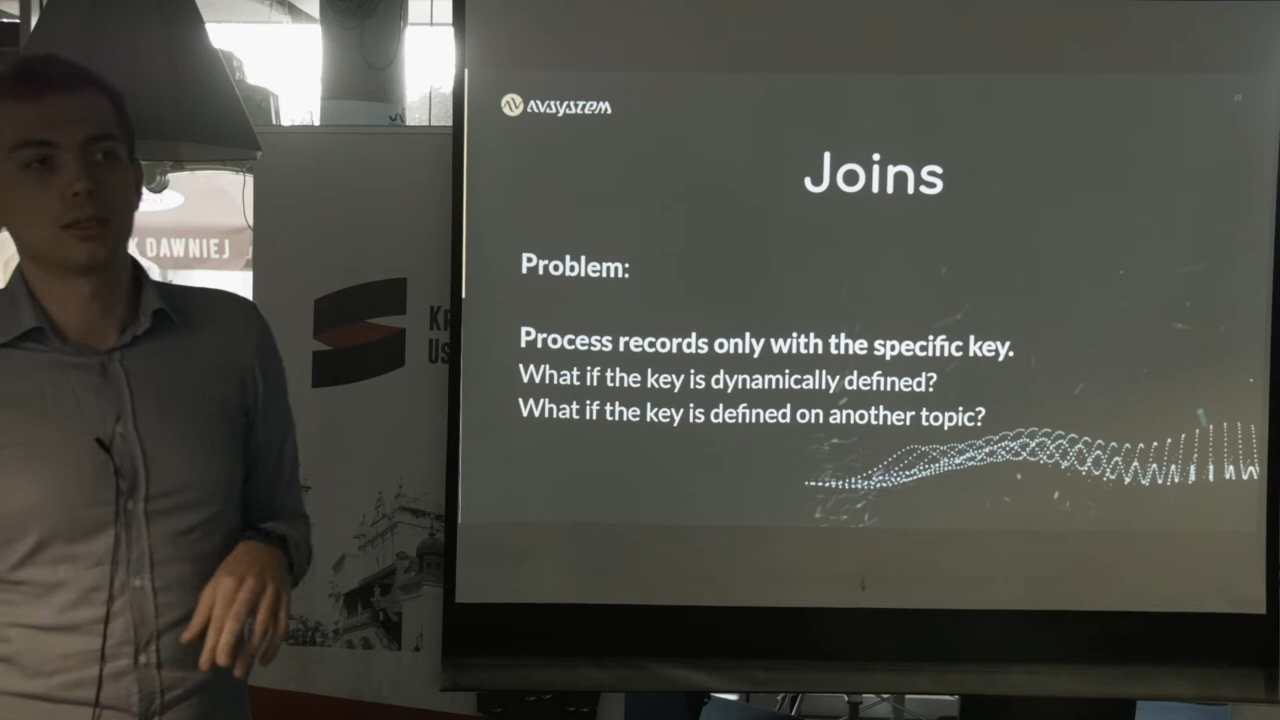 AVSYSTEM
Joins
Problem:
Process records only with the specific key.
What if the key is dynamically defined?
What if the key is defined on another topic?
K DAWNIEJ